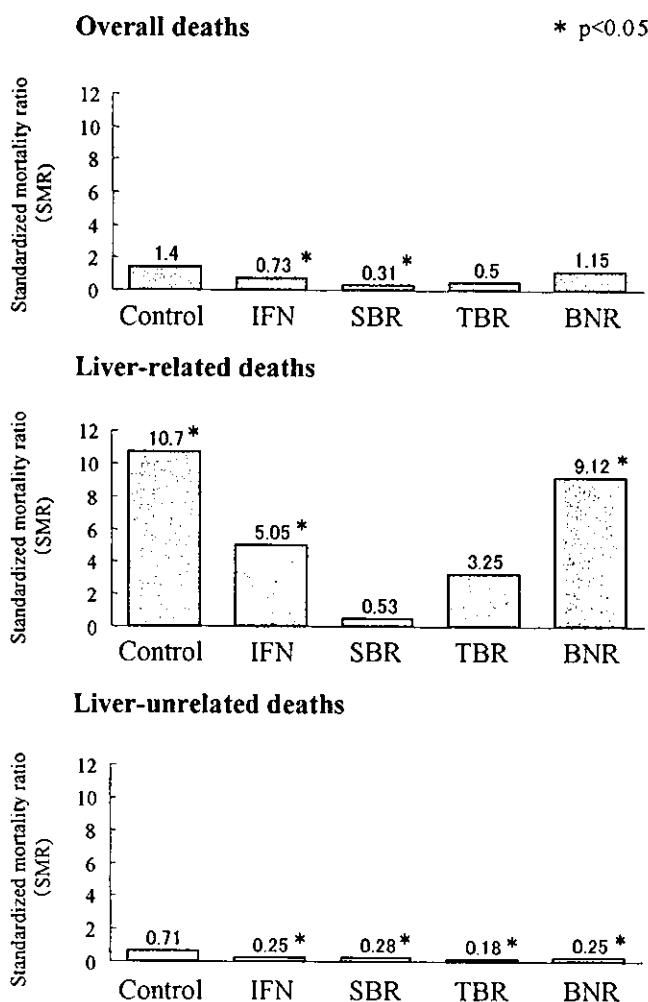 Overall deaths * p<0.05
Standardized mortality ratio
(SMR)
12
10
8
6
4
2
0
1.4 0.73 * 0.31 * 0.5 1.15
Control IFN SBR TBR BNR
Liver-related deaths
Standardized mortality ratio
(SMR)
12
10
8
6
4
2
0
10.7 * 5.05 * 0.53 3.25 9.12 *
Control IFN SBR TBR BNR
Liver-unrelated deaths
Standardized mortality ratio
(SMR)
12
10
8
6
4
2
0
0.71 0.25 * 0.28 * 0.18 * 0.25 *
Control IFN SBR TBR BNR